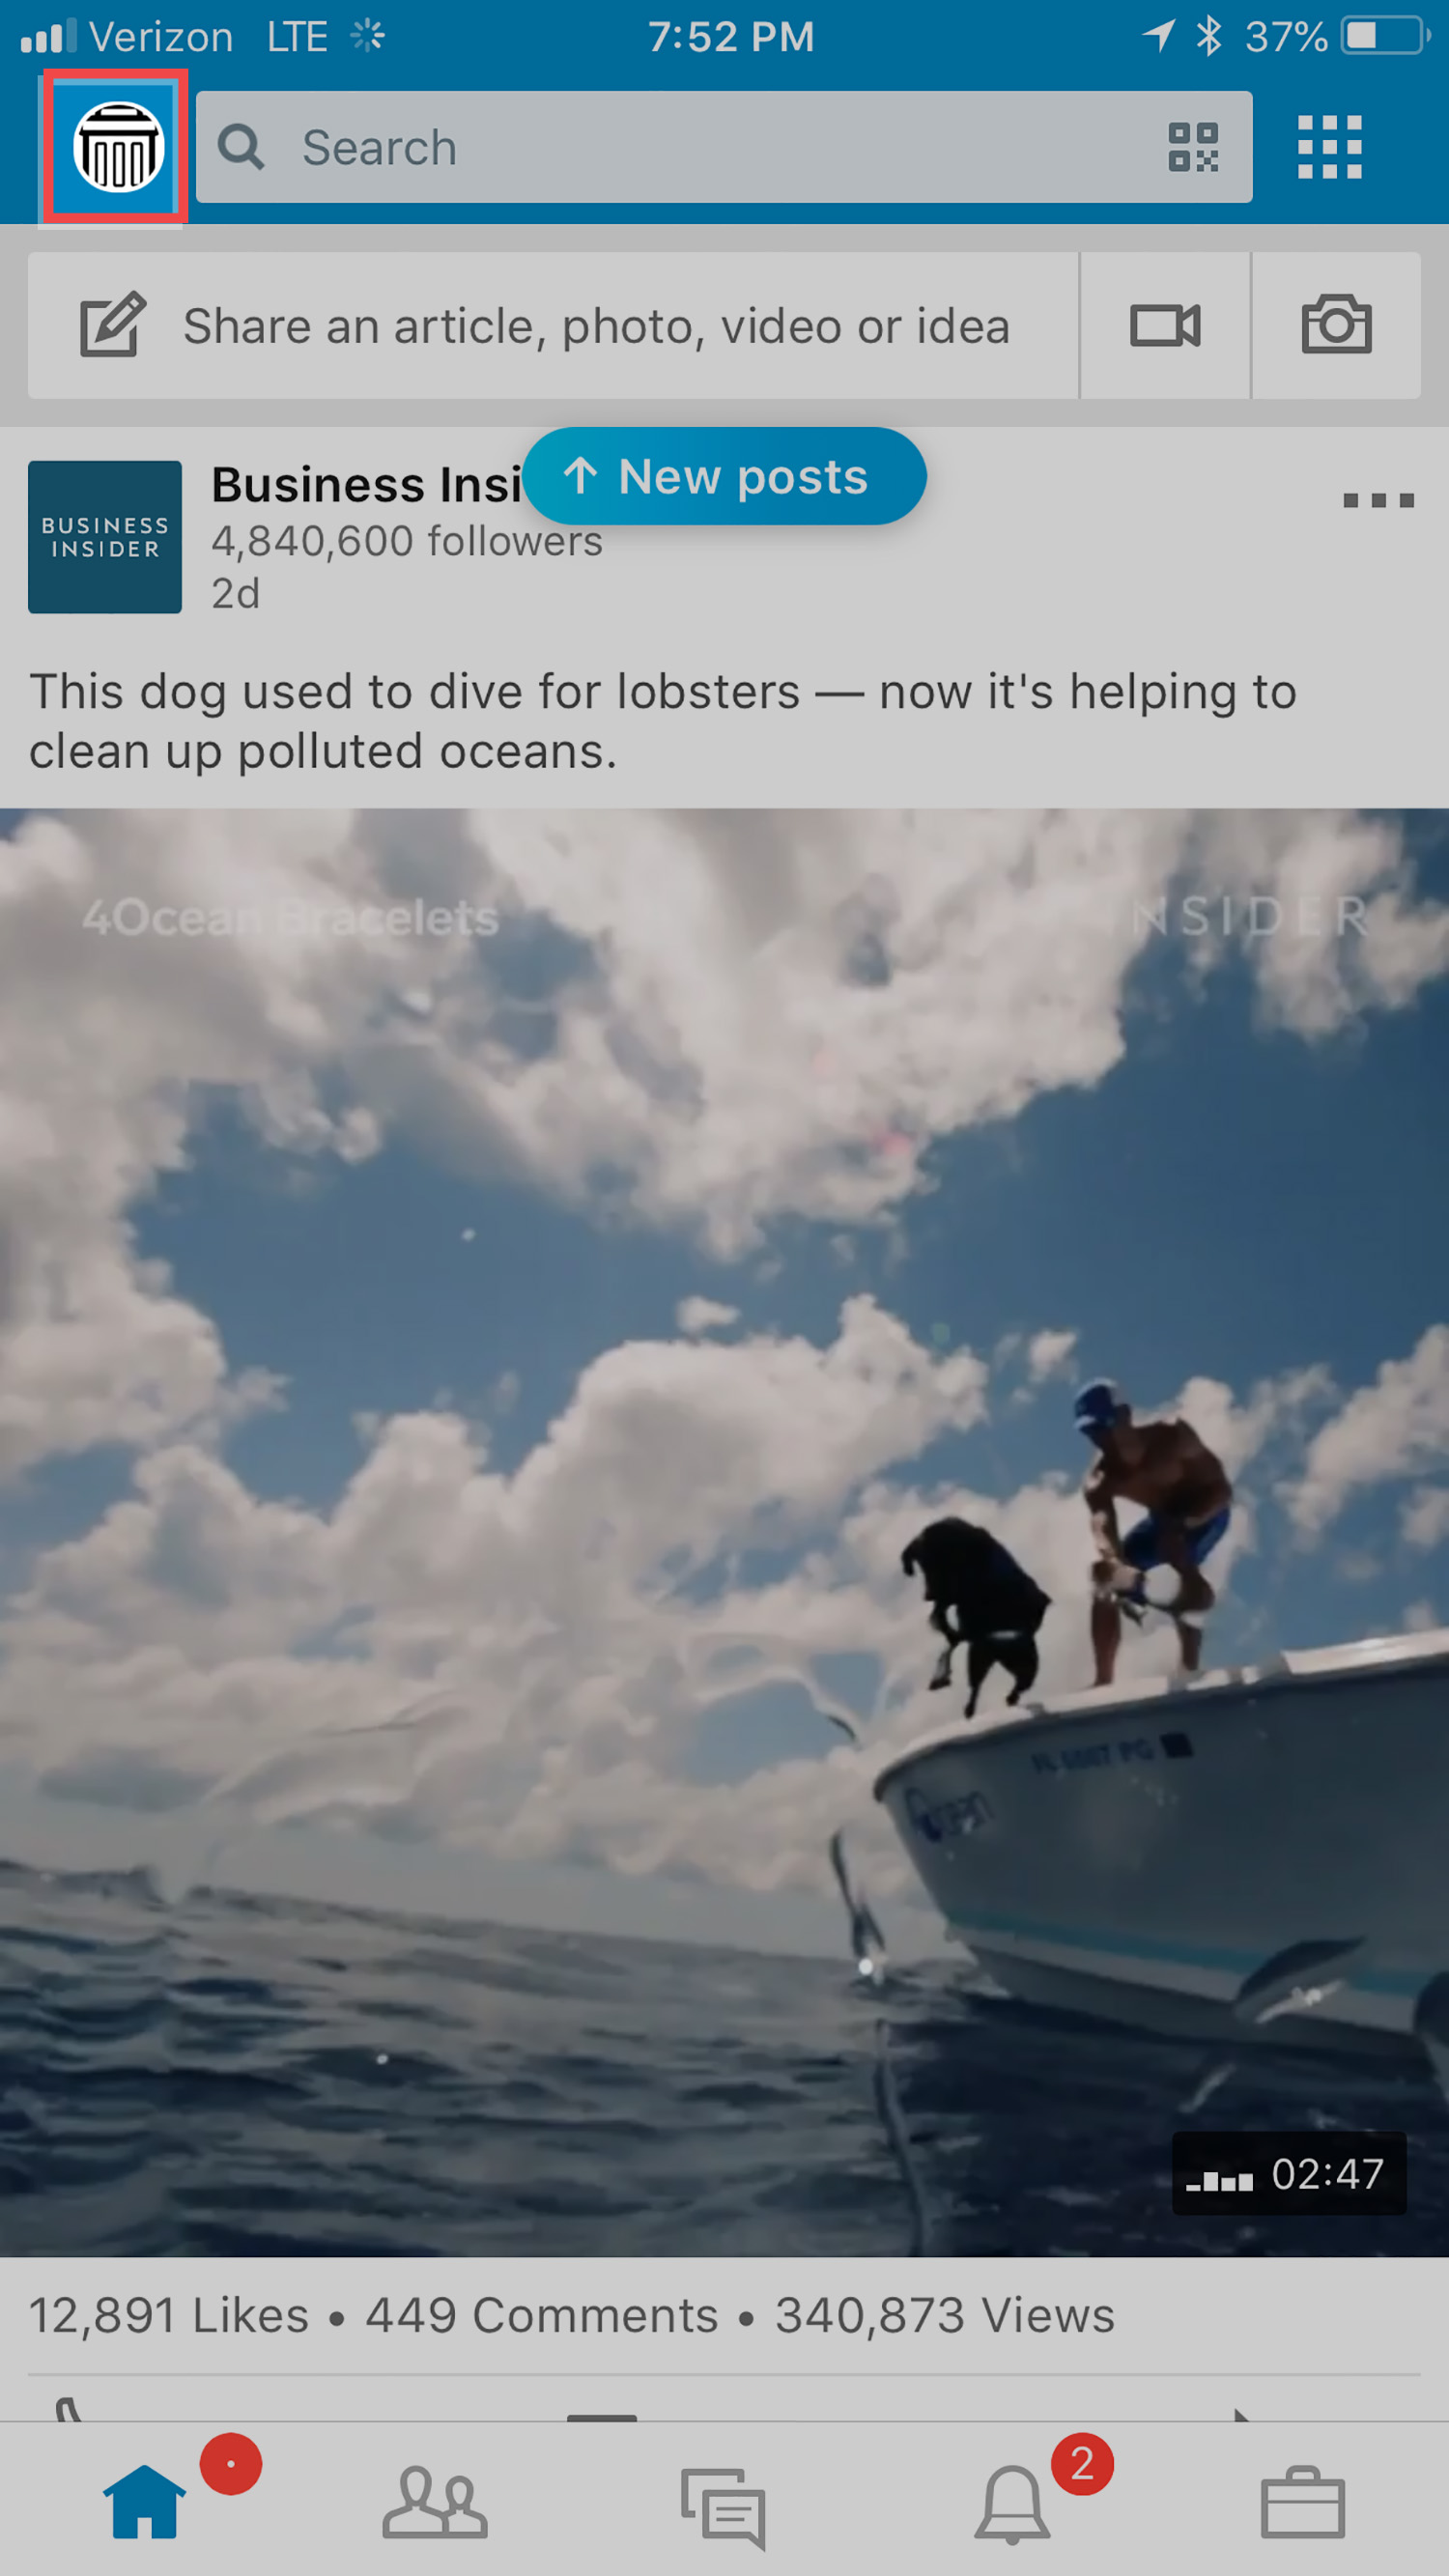 Verizon LTE 7:52 PM 37%
Search
Share an article, photo, video or idea
↑ New posts
BUSINESS
INSIDER
Business Insi
4,840,600 followers
2d
This dog used to dive for lobsters — now it's helping to
clean up polluted oceans.
4Ocean Bracelets
INSIDER
02:47
12,891 Likes • 449 Comments • 340,873 Views
2